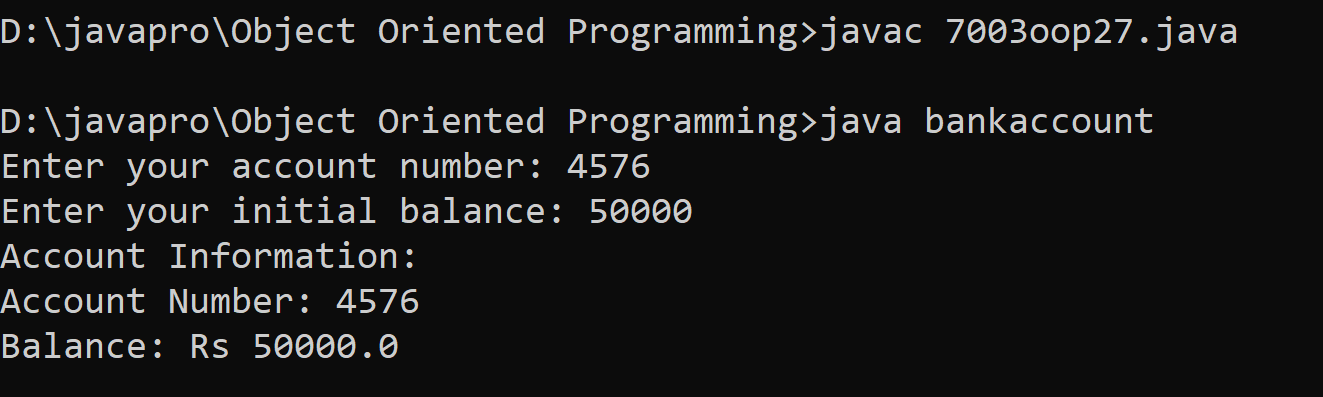 D:\javapro\Object Oriented Programming>javac 7003oop27.java
D:\javapro\Object Oriented Programming>java bankaccount
Enter your account number: 4576
Enter your initial balance: 50000
Account Information:
Account Number: 4576
Balance: Rs 50000.0